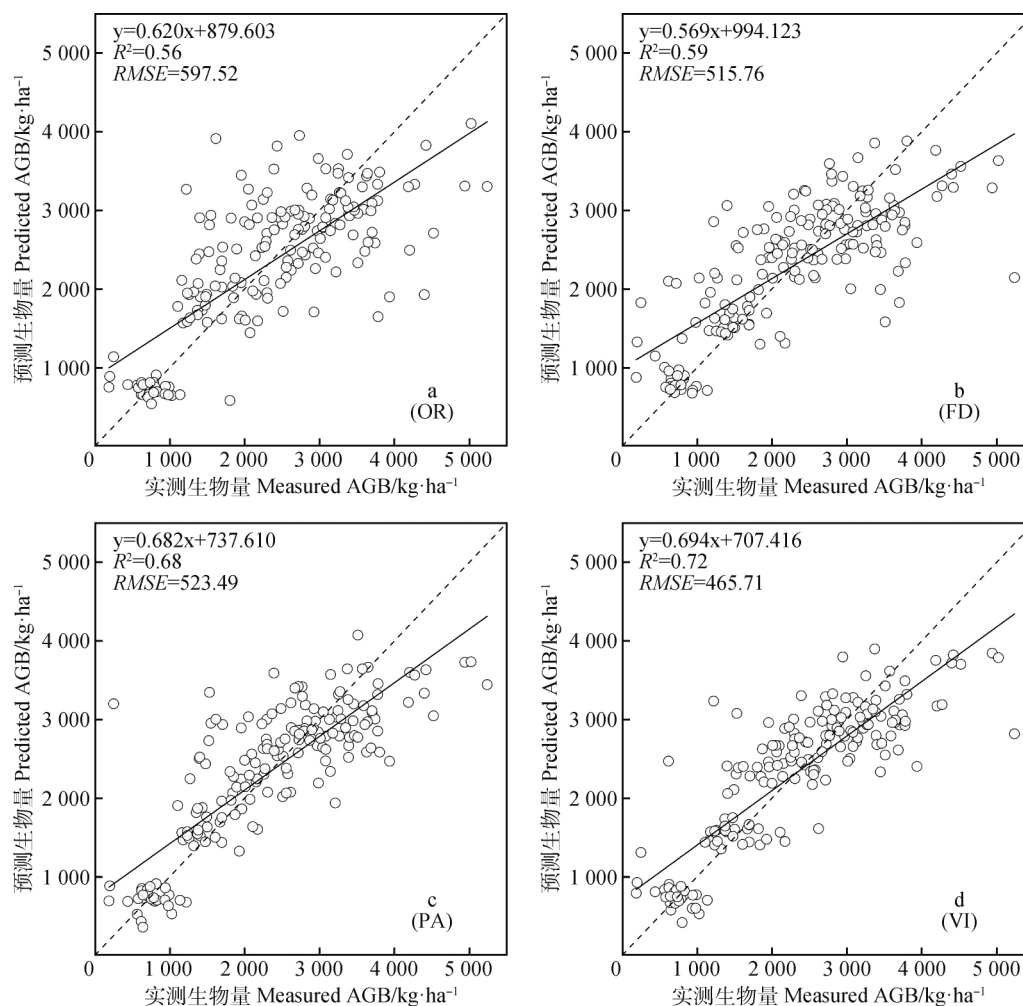 y=0.620x+879.603
R²=0.56
RMSE=597.52
5 000
4 000
3 000
2 000
1 000
预测生物量 Predicted AGB/kg·ha⁻¹
a
(OR)
0 1 000 2 000 3 000 4 000 5 000
实测生物量 Measured AGB/kg·ha⁻¹
y=0.569x+994.123
R²=0.59
RMSE=515.76
5 000
4 000
3 000
2 000
1 000
预测生物量 Predicted AGB/kg·ha⁻¹
b
(FD)
0 1 000 2 000 3 000 4 000 5 000
实测生物量 Measured AGB/kg·ha⁻¹
y=0.682x+737.610
R²=0.68
RMSE=523.49
5 000
4 000
3 000
2 000
1 000
预测生物量 Predicted AGB/kg·ha⁻¹
c
(PA)
0 1 000 2 000 3 000 4 000 5 000
实测生物量 Measured AGB/kg·ha⁻¹
y=0.694x+707.416
R²=0.72
RMSE=465.71
5 000
4 000
3 000
2 000
1 000
预测生物量 Predicted AGB/kg·ha⁻¹
d
(VI)
0 1 000 2 000 3 000 4 000 5 000
实测生物量 Measured AGB/kg·ha⁻¹